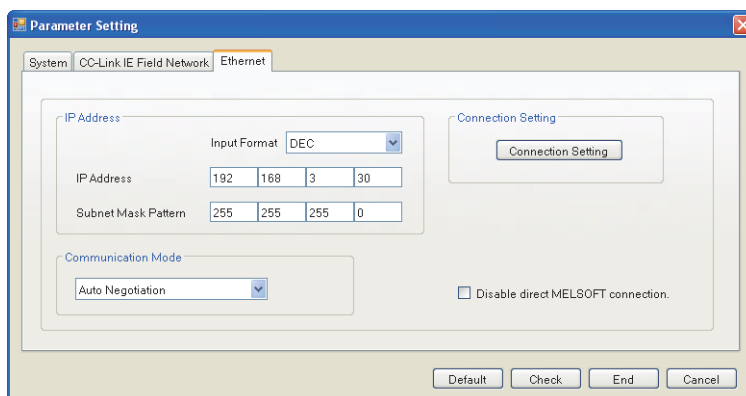 Parameter Setting
System CC-Link IE Field Network Ethernet
IP Address
Input Format DEC
IP Address 192 168 3 30
Subnet Mask Pattern 255 255 255 0
Connection Setting
Connection Setting
Communication Mode
Auto Negotiation
Disable direct MELSOFT connection.
Default Check End Cancel